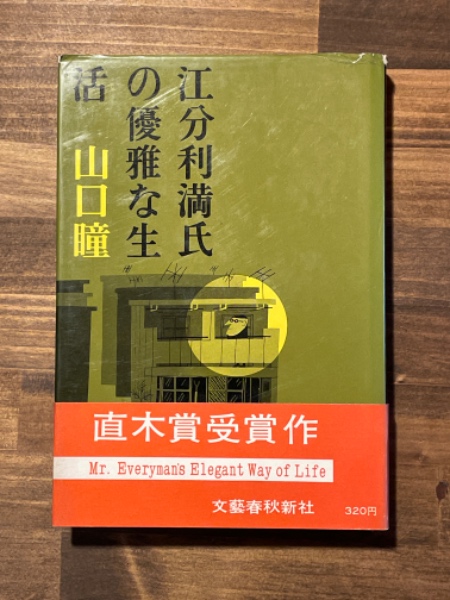 江分利満氏
の優雅な生
活 山口瞳
直木賞受賞作
Mr. Everyman's Elegant Way of Life
文藝春秋新社 320円